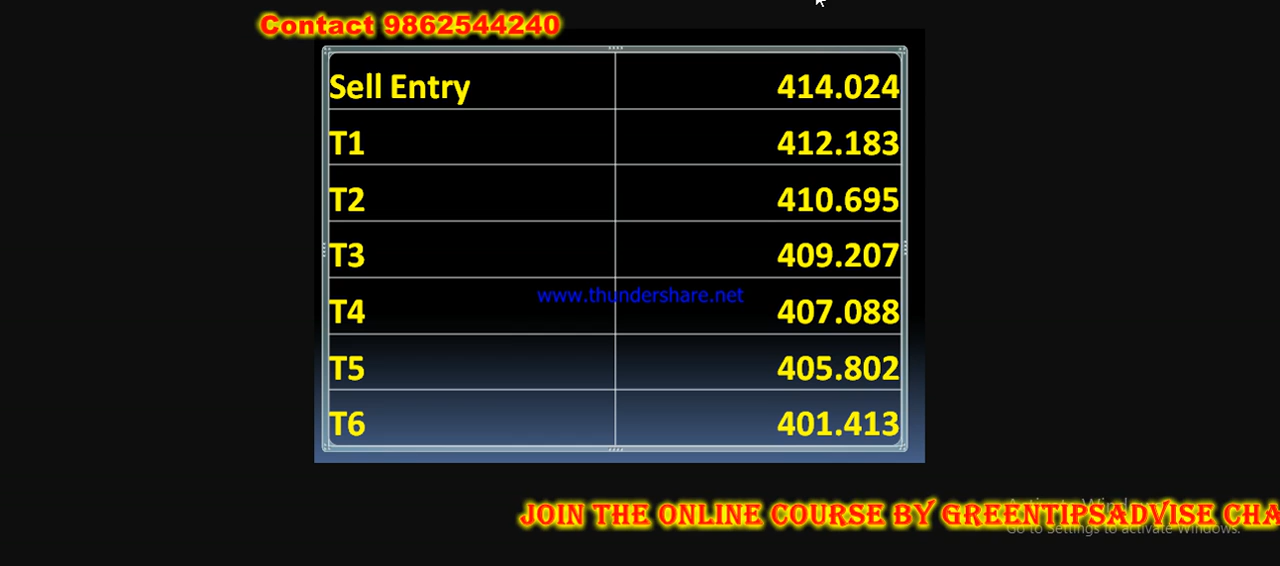 Contact 9862544240
Sell Entry 414.024
T1 412.183
T2 410.695
T3 409.207
www.thundershare.net
T4 407.088
T5 405.802
T6 401.413
Activate Windows
JOIN THE ONLINE COURSE BY GREENTIPSADVISE CHA
Go to Settings to activate Windows.